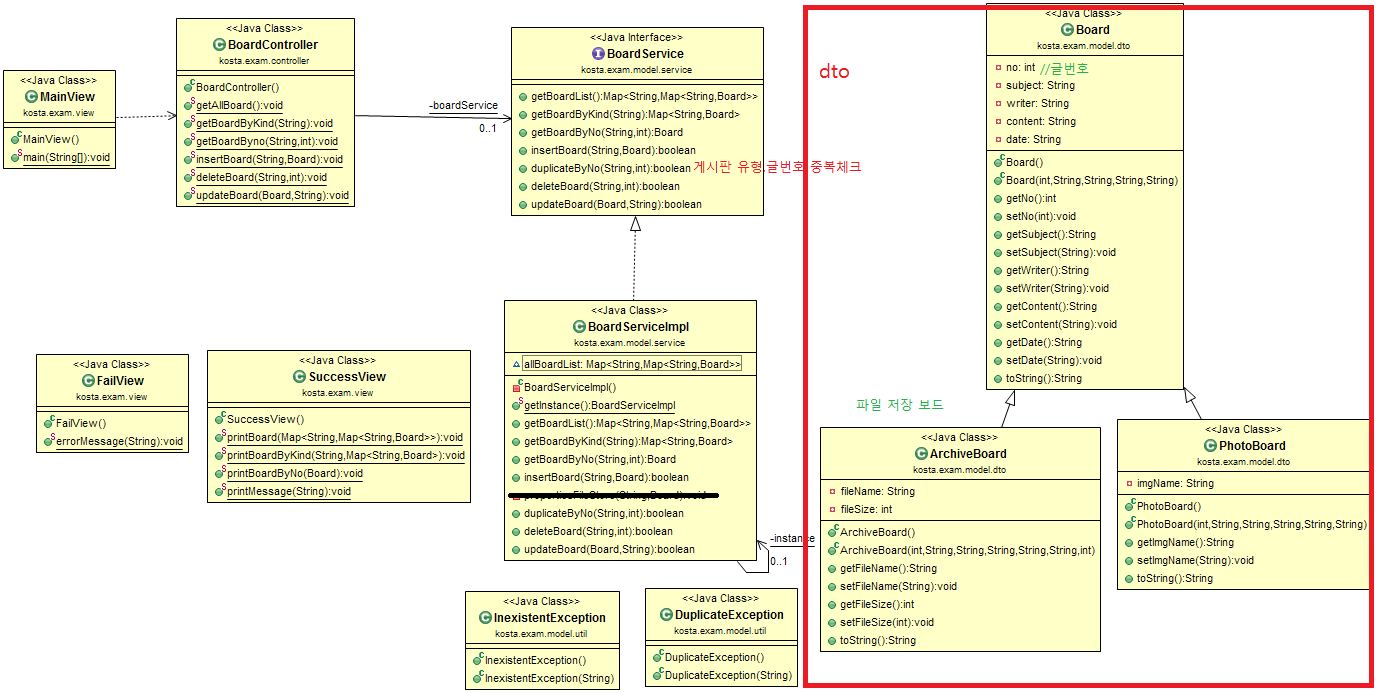 <<Java Class>>
MainView
kosta.exam.view
MainView()
main(String[]):void
<<Java Class>>
BoardController
kosta.exam.controller
BoardController()
getAllBoard():void
getBoardByKind(String):void
getBoardByno(String,int):void
insertBoard(String,Board):void
deleteBoard(String,int):void
updateBoard(Board,String):void
-boardService
0..1
<<Java Interface>>
BoardService
kosta.exam.model.service
getBoardList():Map<String,Map<String,Board>>
getBoardByKind(String):Map<String,Board>
getBoardByNo(String,int):Board
insertBoard(String,Board):boolean
duplicateByNo(String,int):boolean 게시판 유형,글번호 중복체크
deleteBoard(String,int):boolean
updateBoard(Board,String):boolean
<<Java Class>>
FailView
kosta.exam.view
FailView()
errorMessage(String):void
<<Java Class>>
SuccessView
kosta.exam.view
SuccessView()
printBoard(Map<String,Map<String,Board>>):void
printBoardByKind(String,Map<String,Board>):void
printBoardByNo(Board):void
printMessage(String):void
<<Java Class>>
BoardServiceImpl
kosta.exam.model.service
allBoardList: Map<String,Map<String,Board>>
BoardServiceImpl()
getInstance():BoardServiceImpl
getBoardList():Map<String,Map<String,Board>>
getBoardByKind(String):Map<String,Board>
getBoardByNo(String,int):Board
insertBoard(String,Board):boolean
duplicateByNo(String,int):boolean
deleteBoard(String,int):boolean
updateBoard(Board,String):boolean
-instance
0..1
<<Java Class>>
InexistentException
kosta.exam.model.util
InexistentException()
InexistentException(String)
<<Java Class>>
DuplicateException
kosta.exam.model.util
DuplicateException()
DuplicateException(String)
dto
<<Java Class>>
Board
kosta.exam.model.dto
no: int //글번호
subject: String
writer: String
content: String
date: String
Board()
Board(int,String,String,String,String)
getNo():int
setNo(int):void
getSubject():String
setSubject(String):void
getWriter():String
setWriter(String):void
getContent():String
setContent(String):void
getDate():String
setDate(String):void
toString():String
파일 저장 보드
<<Java Class>>
ArchiveBoard
kosta.exam.model.dto
fileName: String
fileSize: int
ArchiveBoard()
ArchiveBoard(int,String,String,String,String,String,int)
getFileName():String
setFileName(String):void
getFileSize():int
setFileSize(int):void
toString():String
<<Java Class>>
PhotoBoard
kosta.exam.model.dto
imgName: String
PhotoBoard()
PhotoBoard(int,String,String,String,String,String)
getImgName():String
setImgName(String):void
toString():String